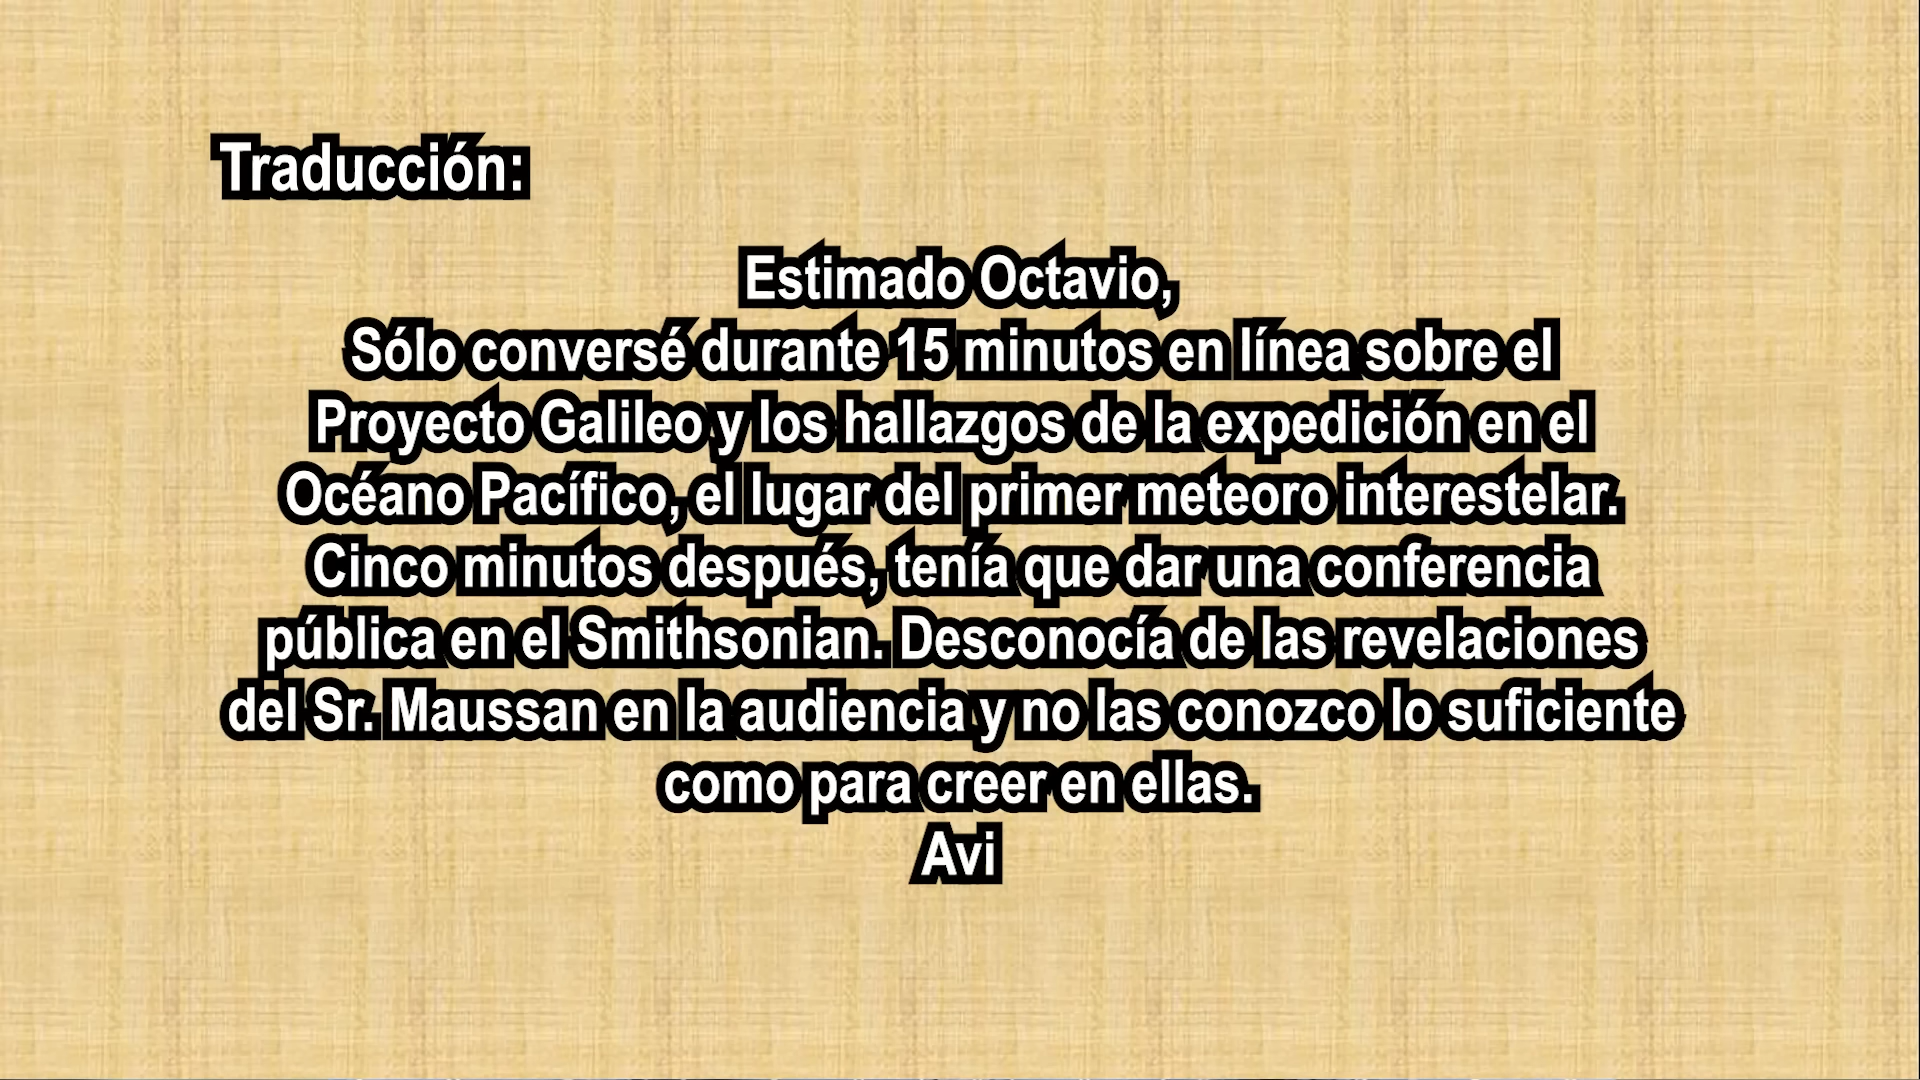 Traducción:
Estimado Octavio,
Sólo conversé durante 15 minutos en línea sobre el
Proyecto Galileo y los hallazgos de la expedición en el
Océano Pacífico, el lugar del primer meteoro interestelar.
Cinco minutos después, tenía que dar una conferencia
pública en el Smithsonian. Desconocía de las revelaciones
del Sr. Maussan en la audiencia y no las conozco lo suficiente
como para creer en ellas.
Avi